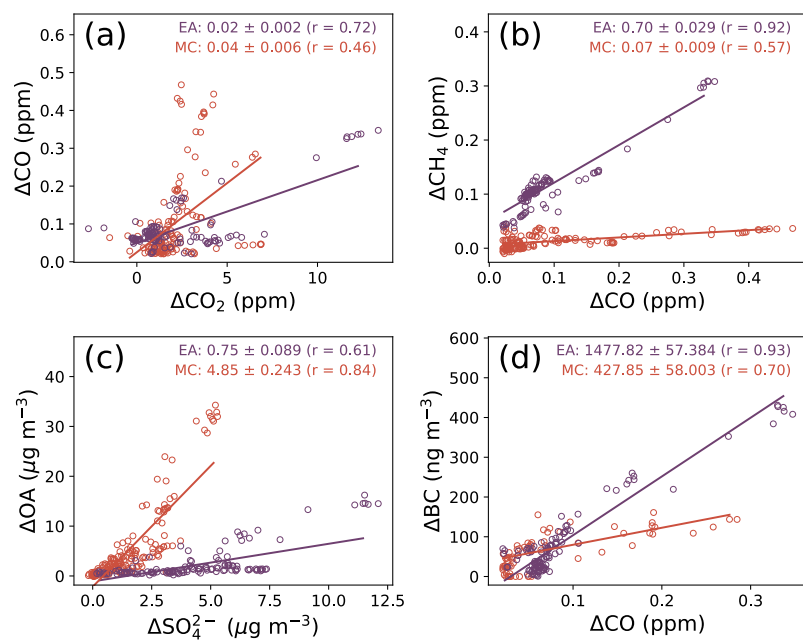 (a)
EA: 0.02 ± 0.002 (r = 0.72)
MC: 0.04 ± 0.006 (r = 0.46)
0.6
0.5
0.4
0.3
0.2
0.1
0.0
ΔCO (ppm)
0
5
10
ΔCO₂ (ppm)
(b)
EA: 0.70 ± 0.029 (r = 0.92)
MC: 0.07 ± 0.009 (r = 0.57)
0.4
0.3
0.2
0.1
0.0
ΔCH₄ (ppm)
0.0
0.1
0.2
0.3
0.4
ΔCO (ppm)
(c)
EA: 0.75 ± 0.089 (r = 0.61)
MC: 4.85 ± 0.243 (r = 0.84)
40
30
20
10
0
ΔOA (μg m⁻³)
0.0
2.5
5.0
7.5
10.0
12.5
ΔSO₄²⁻ (μg m⁻³)
(d)
EA: 1477.82 ± 57.384 (r = 0.93)
MC: 427.85 ± 58.003 (r = 0.70)
600
500
400
300
200
100
0
ΔBC (ng m⁻³)
0.1
0.2
0.3
ΔCO (ppm)